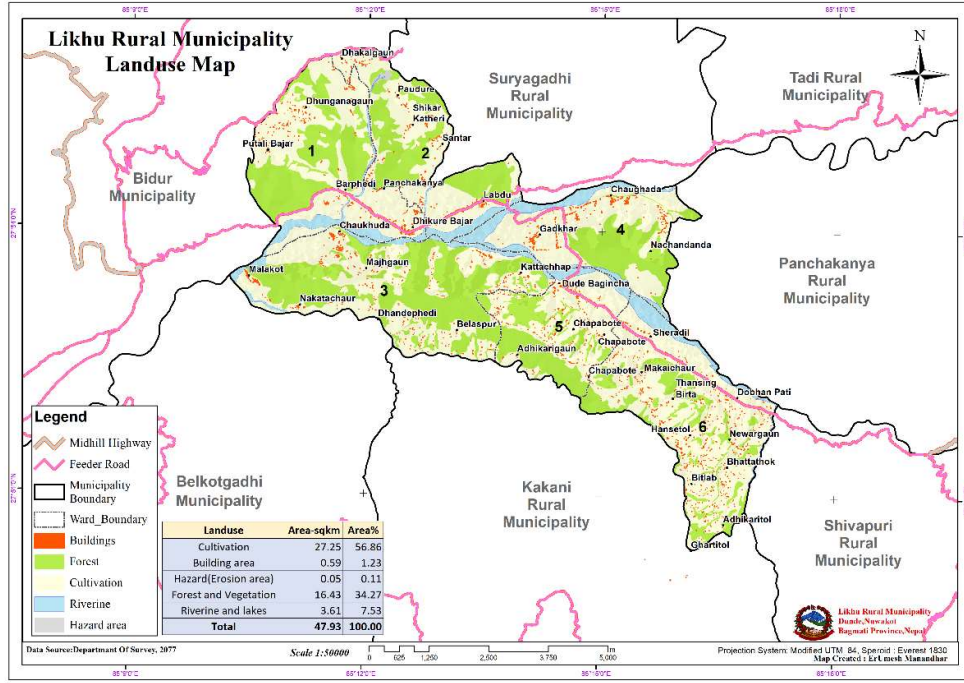 85°9'0"E
85°12'0"E
85°15'0"E
85°18'0"E
Likhu Rural Municipality
Landuse Map
N
Suryagadhi
Rural
Municipality
Tadi Rural
Municipality
Bidur
Municipality
Panchakanya
Rural
Municipality
Belkotgadhi
Municipality
Kakani
Rural
Municipality
Shivapuri
Rural
Municipality
Dhakalgaun
Paudure
Dhunganagaun
Shikar
Katheri
Santar
Putali Bajar
1
2
Barphedi
Panchakanya
Labdu
Chaughada
Chaukhuda
Dhikure Bajar
Gadkhar
4
Nachandanda
Malakot
Majhgaun
Kattachhap
Dude Bagincha
Nakatachaur
3
Dhandephedi
Belaspur
5
Chapabote
Chapabote
Sheradil
Adhikarigaun
Chapabote
Makaichaur
Thansing
Birta
Dobhan Pati
Hansetol
6
Newargaun
Bhattathok
Bitlab
Adhikaritol
Ghartitol
Legend
Midhill Highway
Feeder Road
Municipality
Boundary
Ward_Boundary
Buildings
Forest
Cultivation
Riverine
Hazard area
Landuse Area-sqkm Area%
Cultivation 27.25 56.86
Building area 0.59 1.23
Hazard(Erosion area) 0.05 0.11
Forest and Vegetation 16.43 34.27
Riverine and lakes 3.61 7.53
Total 47.93 100.00
Likhu Rural Municipality
Dunde,Nuwakot
Bagmati Province,Nepal
Data Source:Department Of Survey, 2077
Scale 1:50000
0 625 1,250 2,500 3,750 5,000
m
Projection System: Modified UTM 84, Speroid : Everest 1830
Map Created : Er.Umesh Manandhar
85°9'0"E
85°12'0"E
85°15'0"E
85°18'0"E